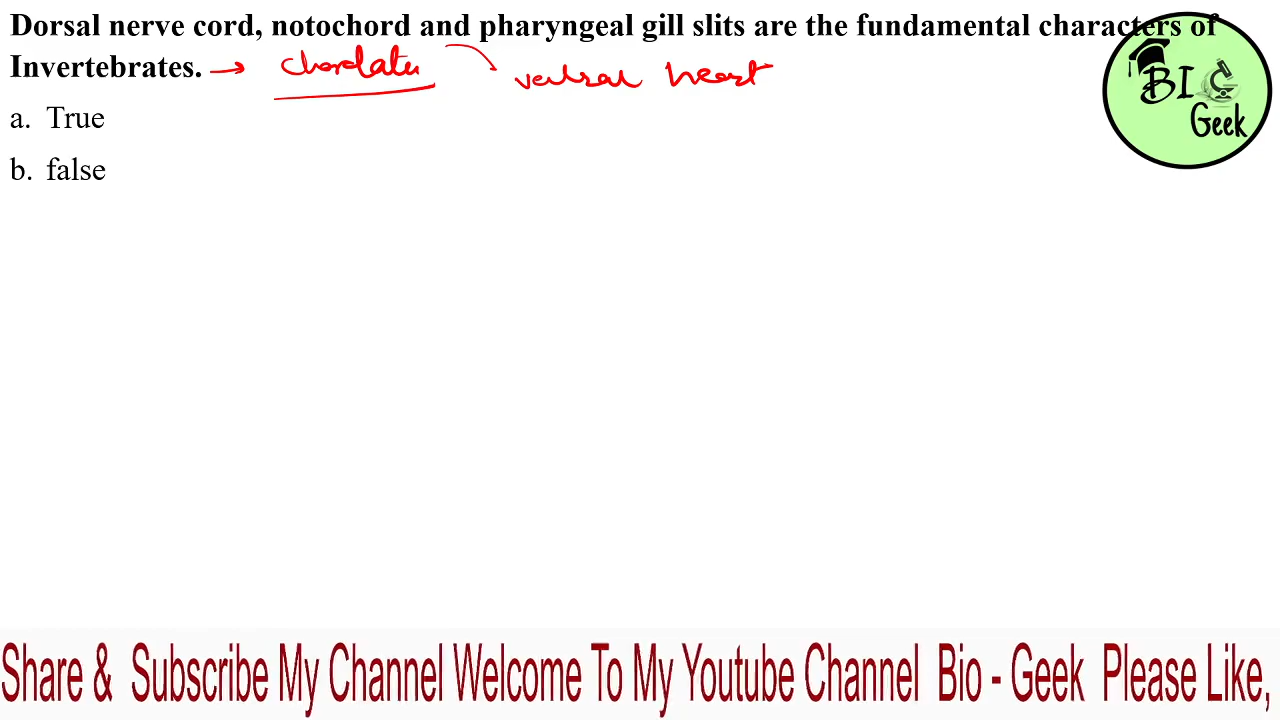 Dorsal nerve cord, notochord and pharyngeal gill slits are the fundamental characters of
Invertebrates. → chordates ventral heart
a. True
b. false
BIO
Geek
Share & Subscribe My Channel Welcome To My Youtube Channel Bio - Geek Please Like,